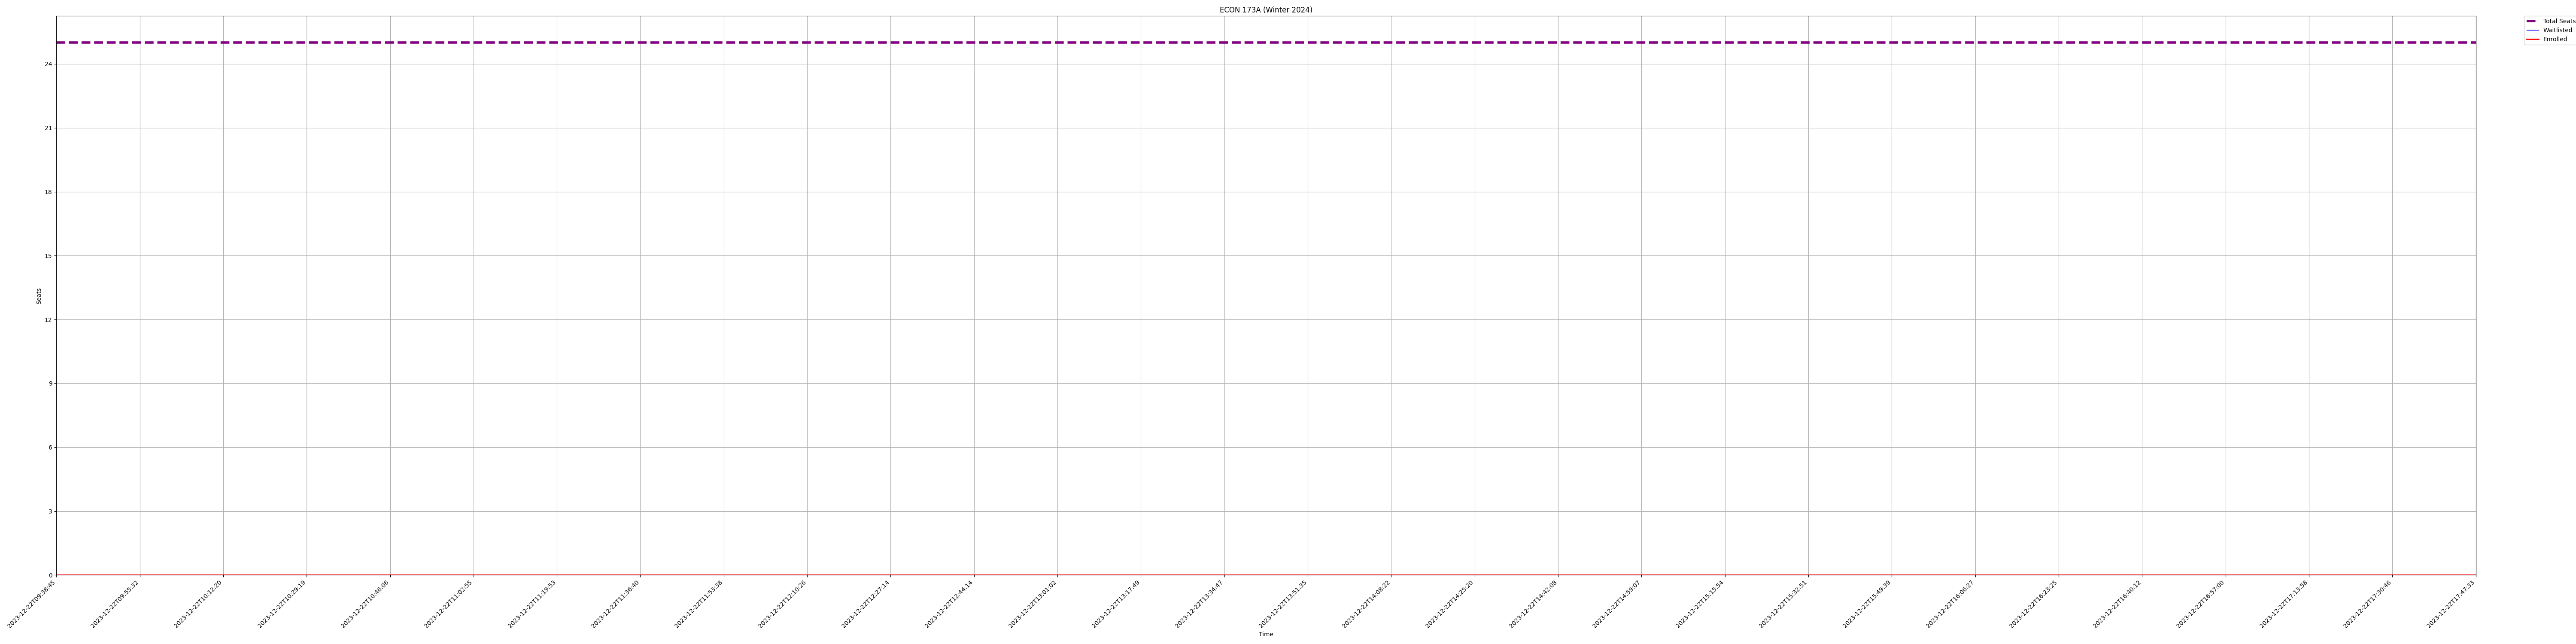 ECON 173A (Winter 2024)
Total Seats
Waitlisted
Enrolled
24
21
18
15
12
9
6
3
0
Seats
2023-12-22T09:38:45
2023-12-22T09:55:32
2023-12-22T10:12:20
2023-12-22T10:29:19
2023-12-22T10:46:06
2023-12-22T11:02:55
2023-12-22T11:19:53
2023-12-22T11:36:40
2023-12-22T11:53:38
2023-12-22T12:10:26
2023-12-22T12:27:14
2023-12-22T12:44:14
2023-12-22T13:01:02
2023-12-22T13:17:49
2023-12-22T13:34:47
2023-12-22T13:51:35
2023-12-22T14:08:22
2023-12-22T14:25:20
2023-12-22T14:42:08
2023-12-22T14:59:07
2023-12-22T15:15:54
2023-12-22T15:32:51
2023-12-22T15:49:39
2023-12-22T16:06:27
2023-12-22T16:23:25
2023-12-22T16:40:12
2023-12-22T16:57:00
2023-12-22T17:13:58
2023-12-22T17:30:46
2023-12-22T17:47:33
Time